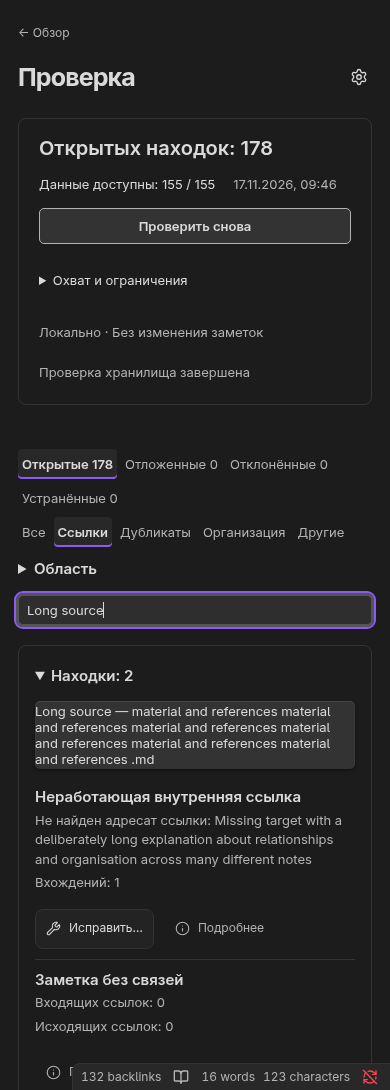 ← Обзор
Проверка
Открытых находок: 178
Данные доступны: 155 / 155 17.11.2026, 09:46
Проверить снова
Охват и ограничения
Локально · Без изменения заметок
Проверка хранилища завершена
Открытые 178 Отложенные 0 Отклонённые 0
Устранённые 0
Все Ссылки Дубликаты Организация Другие
Область
Long source
Находки: 2
Long source — material and references material
and references material and references material
and references material and references material
and references .md
Неработающая внутренняя ссылка
Не найден адресат ссылки: Missing target with a
deliberately long explanation about relationships
and organisation across many different notes
Вхождений: 1
Исправить... Подробнее
Заметка без связей
Входящих ссылок: 0
Исходящих ссылок: 0
132 backlinks 16 words 123 characters